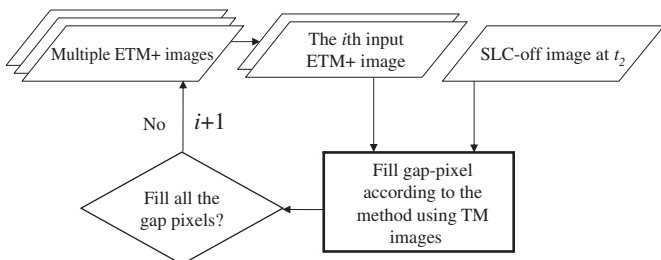 Multiple ETM+ images
The ith input
ETM+ image
SLC-off image at t₂
No
i+1
Fill all the
gap pixels?
Fill gap-pixel
according to the
method using TM
images